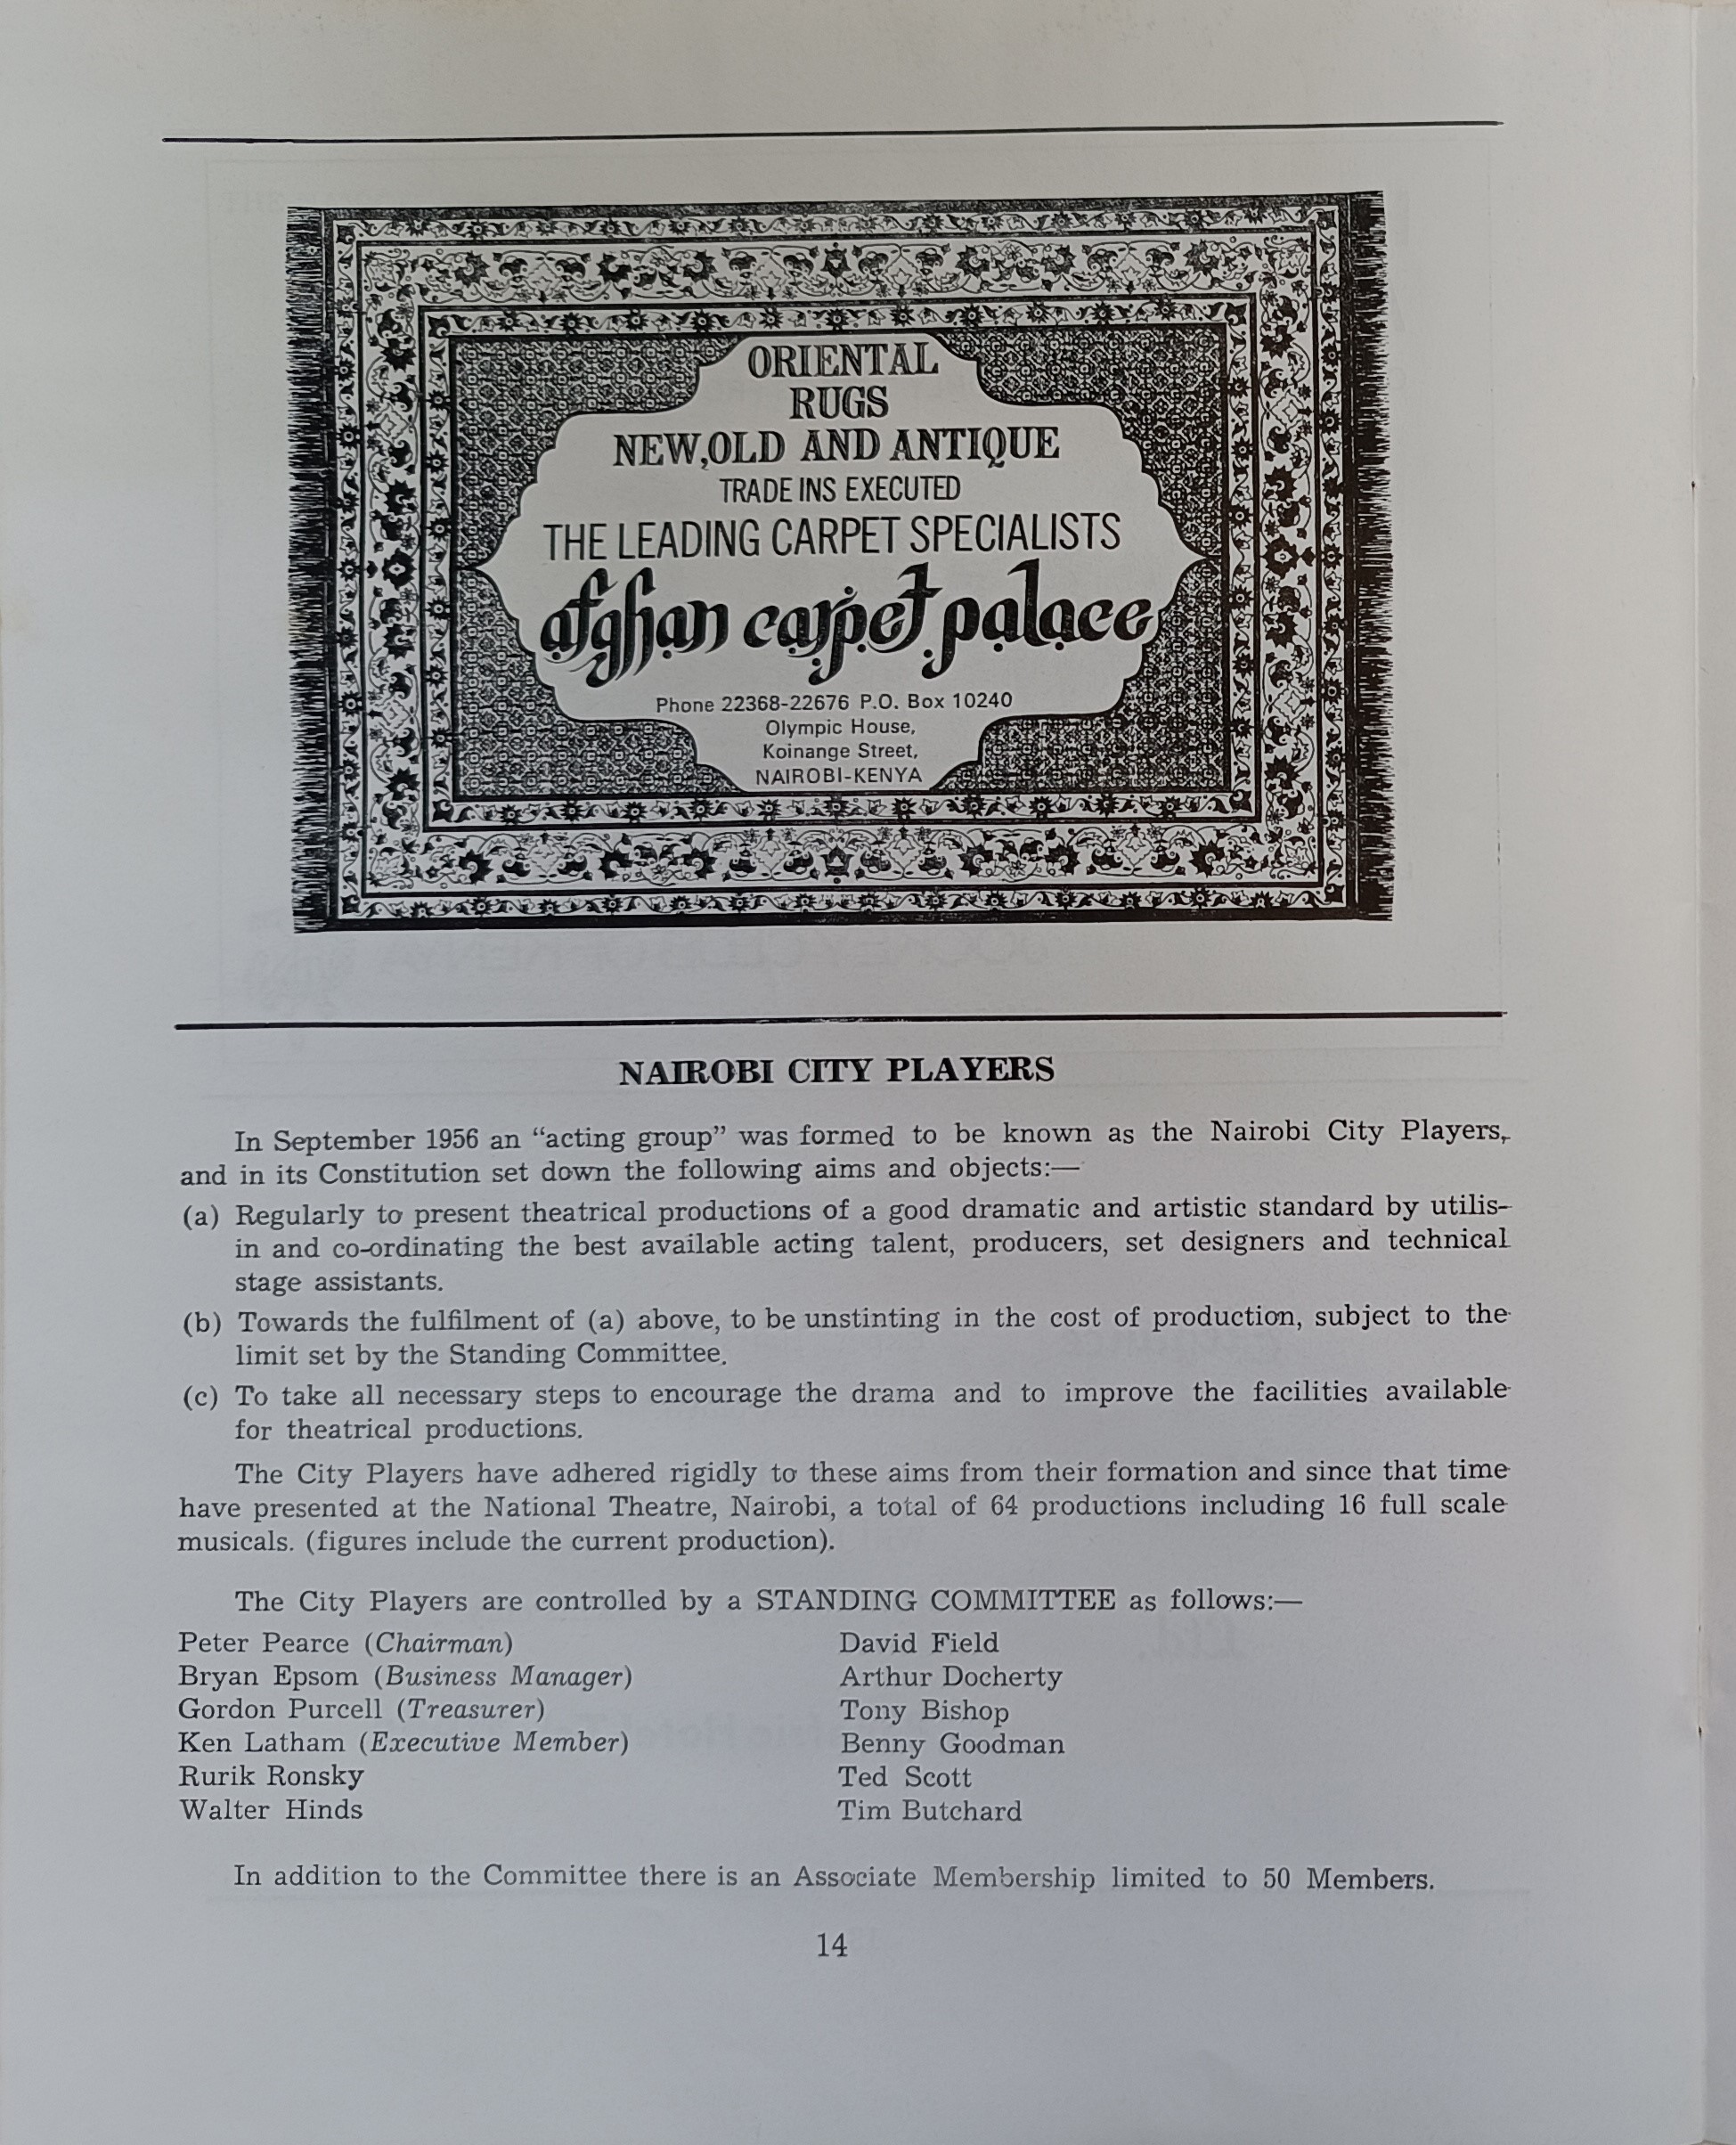 ORIENTAL
RUGS
NEW,OLD AND ANTIQUE
TRADE INS EXECUTED
THE LEADING CARPET SPECIALISTS
afghan carpet palace
Phone 22368-22676 P.O. Box 10240
Olympic House,
Koinange Street,
NAIROBI-KENYA
NAIROBI CITY PLAYERS
In September 1956 an “acting group” was formed to be known as the Nairobi City Players,
and in its Constitution set down the following aims and objects:—
(a) Regularly to present theatrical productions of a good dramatic and artistic standard by utilis-
in and co-ordinating the best available acting talent, producers, set designers and technical
stage assistants.
(b) Towards the fulfilment of (a) above, to be unstinting in the cost of production, subject to the
limit set by the Standing Committee.
(c) To take all necessary steps to encourage the drama and to improve the facilities available
for theatrical productions.
The City Players have adhered rigidly to these aims from their formation and since that time
have presented at the National Theatre, Nairobi, a total of 64 productions including 16 full scale
musicals. (figures include the current production).
The City Players are controlled by a STANDING COMMITTEE as follows:—
Peter Pearce (Chairman)
Bryan Epsom (Business Manager)
Gordon Purcell (Treasurer)
Ken Latham (Executive Member)
Rurik Ronsky
Walter Hinds
David Field
Arthur Docherty
Tony Bishop
Benny Goodman
Ted Scott
Tim Butchard
In addition to the Committee there is an Associate Membership limited to 50 Members.
14